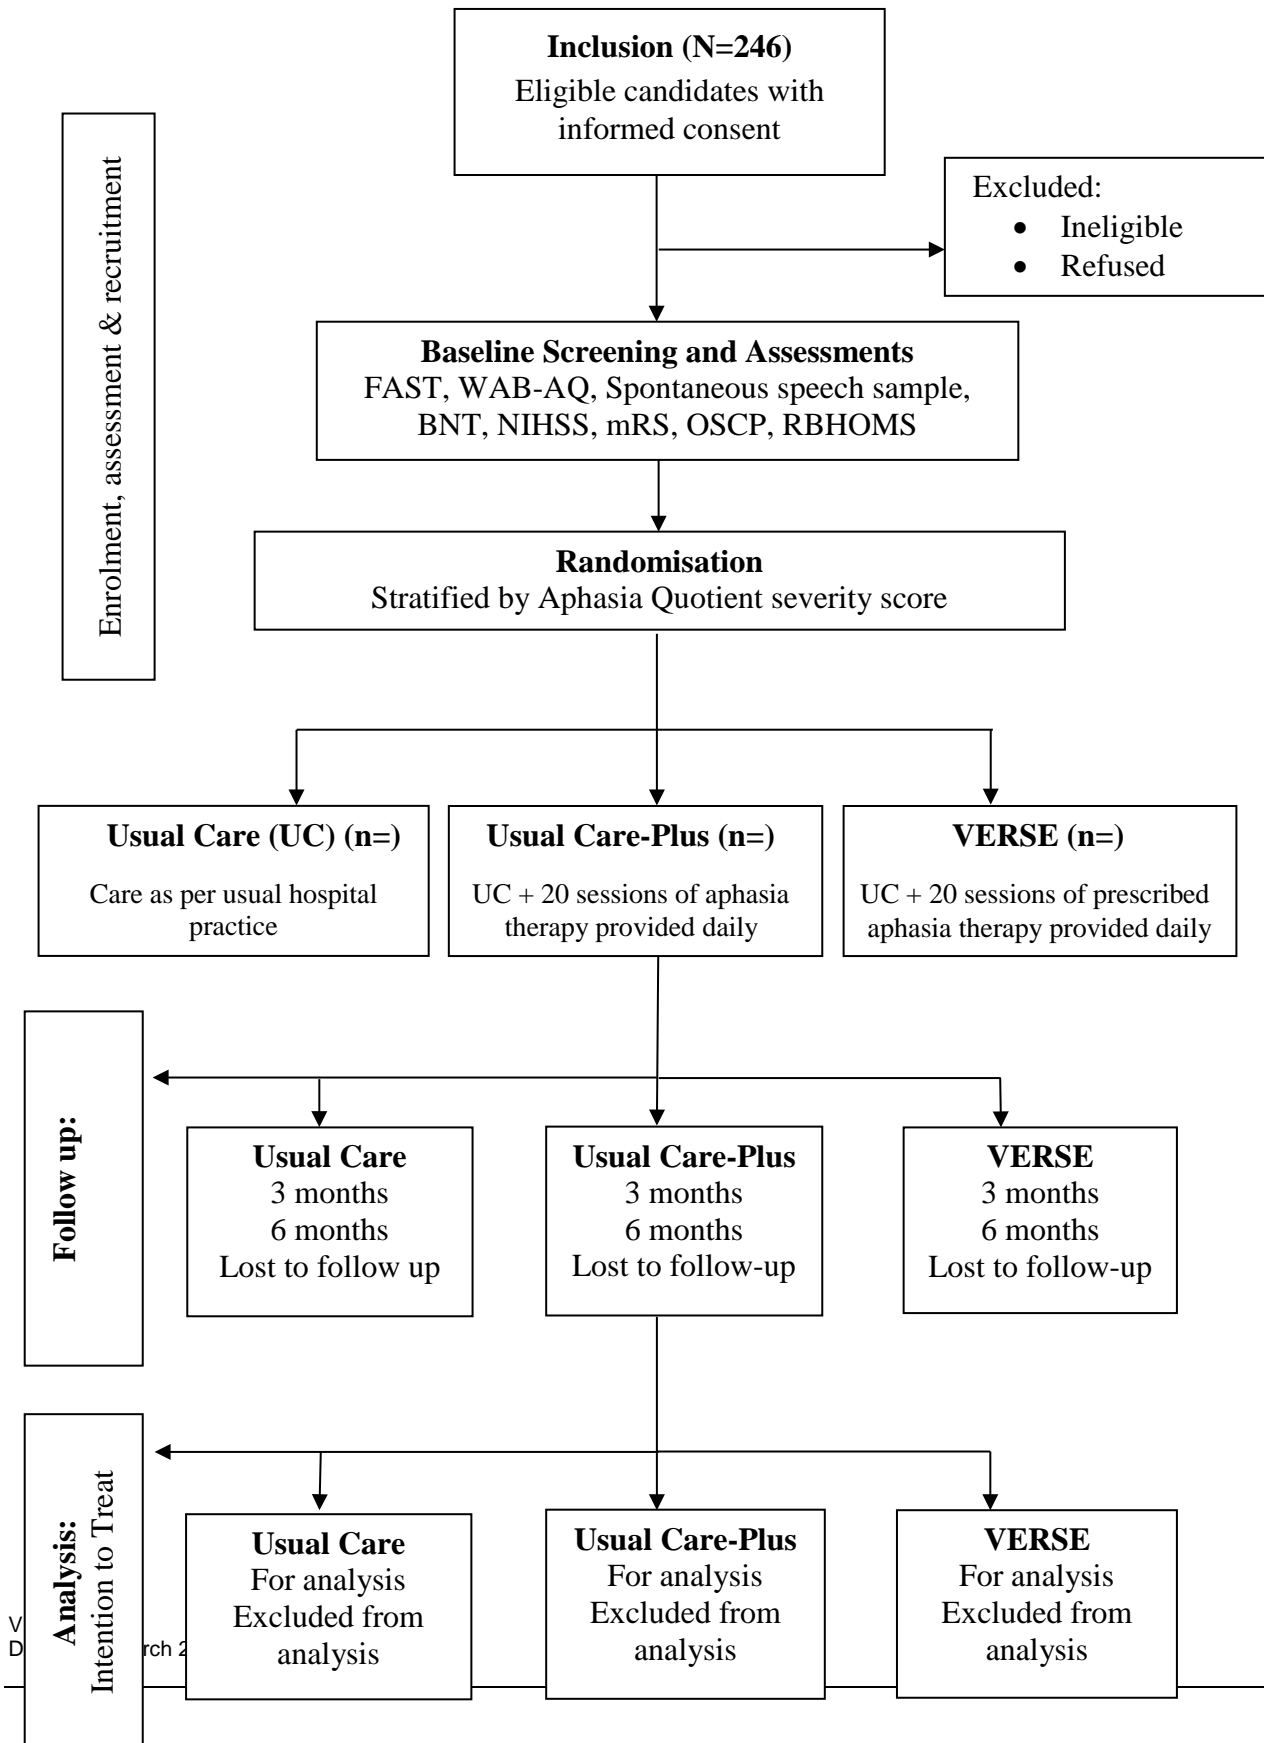 Inclusion (N=246)
Eligible candidates with
informed consent
Enrolment, assessment & recruitment
Excluded:
• Ineligible
• Refused
Baseline Screening and Assessments
FAST, WAB-AQ, Spontaneous speech sample,
BNT, NIHSS, mRS, OSCP, RBHOMS
Randomisation
Stratified by Aphasia Quotient severity score
Usual Care (UC) (n=)
Care as per usual hospital
practice
Usual Care-Plus (n=)
UC + 20 sessions of aphasia
therapy provided daily
VERSE (n=)
UC + 20 sessions of prescribed
aphasia therapy provided daily
Follow up:
Usual Care
3 months
6 months
Lost to follow up
Usual Care-Plus
3 months
6 months
Lost to follow-up
VERSE
3 months
6 months
Lost to follow-up
Analysis:
Intention to Treat
Usual Care
For analysis
Excluded from
analysis
Usual Care-Plus
For analysis
Excluded from
analysis
VERSE
For analysis
Excluded from
analysis